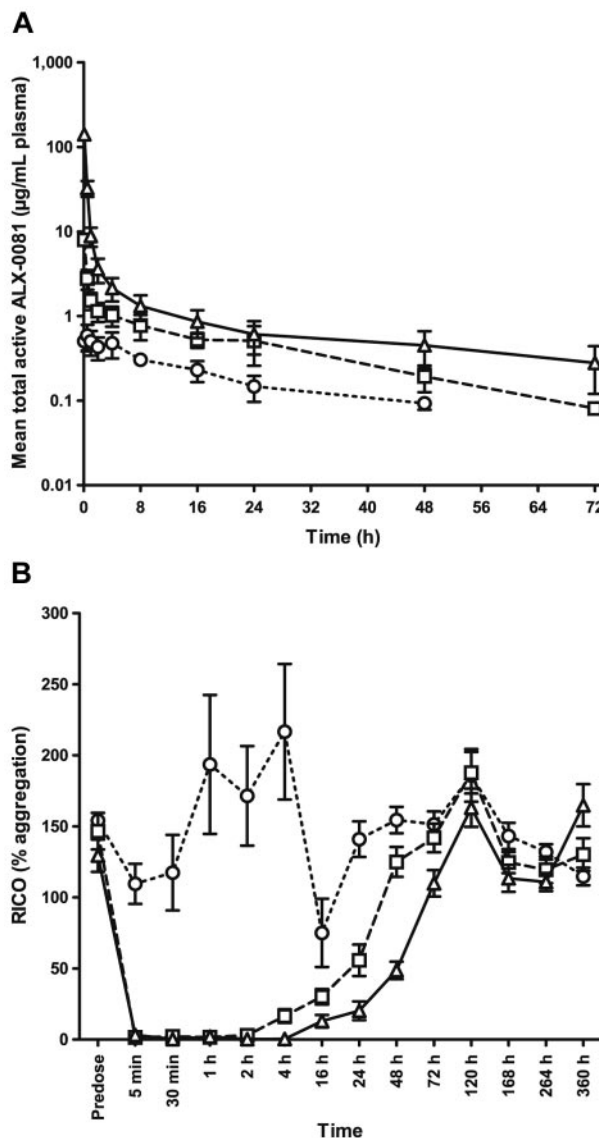 A
Mean total active ALX-0081 (µg/mL plasma)
1,000
100
10
1
0.1
0.01
0 8 16 24 32 40 48 56 64 72
Time (h)
B
RICO (% aggregation)
300
250
200
150
100
50
0
Predose 5 min 30 min 1 h 2 h 4 h 16 h 24 h 48 h 72 h 120 h 168 h 264 h 360 h
Time